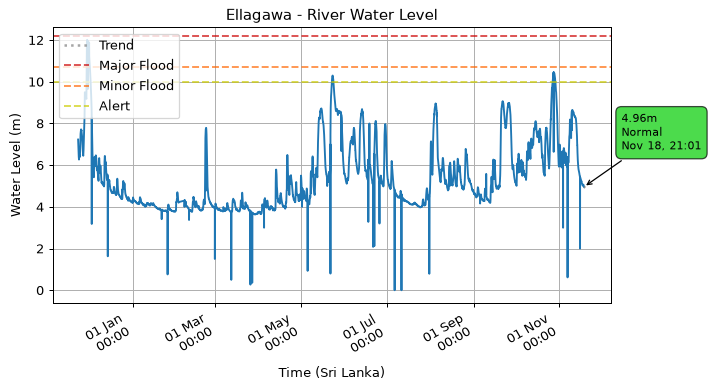 Ellagawa - River Water Level
Water Level (m)
12
10
8
6
4
2
0
Trend
Major Flood
Minor Flood
Alert
4.96m
Normal
Nov 18, 21:01
01 Jan
00:00
01 Mar
00:00
01 May
00:00
01 Jul
00:00
01 Sep
00:00
01 Nov
00:00
Time (Sri Lanka)